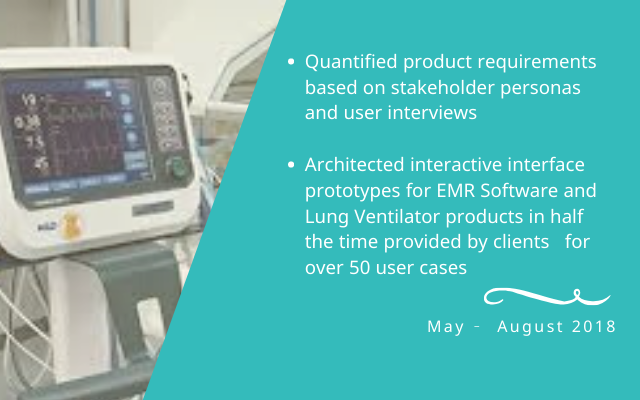 • Quantified product requirements
based on stakeholder personas
and user interviews
• Architected interactive interface
prototypes for EMR Software and
Lung Ventilator products in half
the time provided by clients for
over 50 user cases
May - August 2018